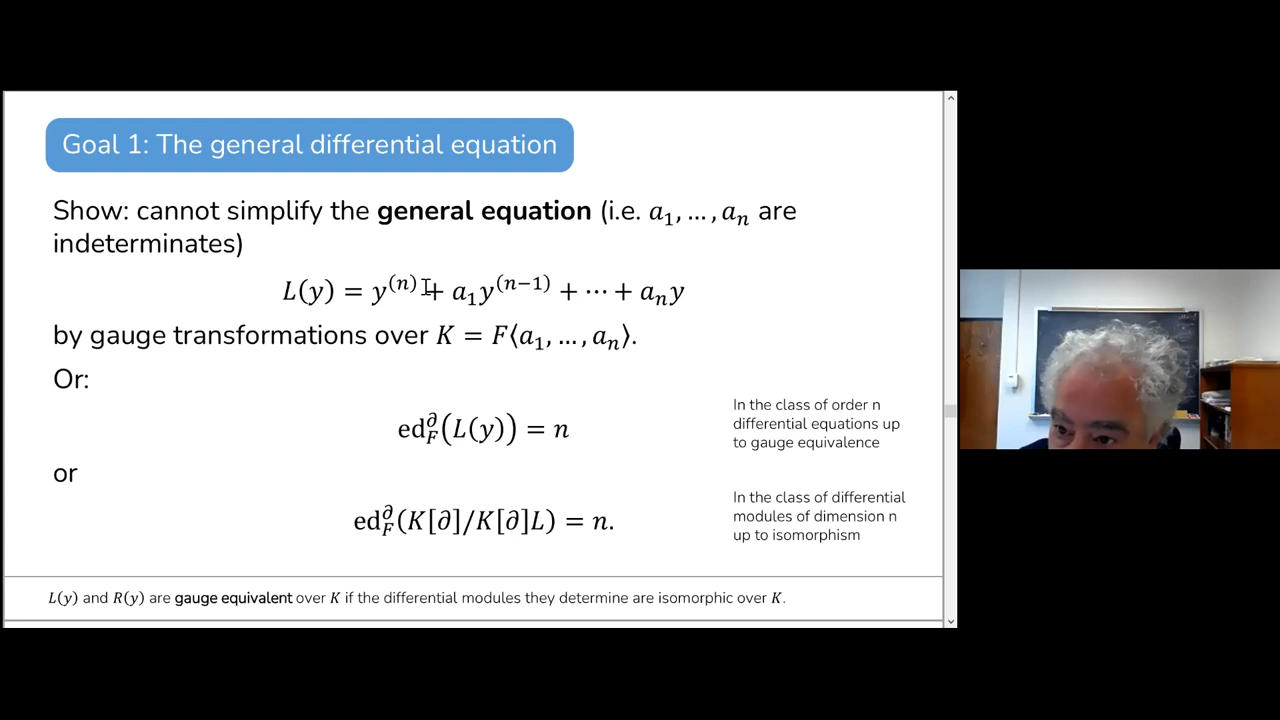 Goal 1: The general differential equation
Show: cannot simplify the general equation (i.e. a₁, … , aₙ are
indeterminates)
L(y) = y⁽ⁿ⁾ + a₁y⁽ⁿ⁻¹⁾ + ⋯ + aₙy
by gauge transformations over K = F⟨a₁, … , aₙ⟩.
Or:
ed_F^∂(L(y)) = n
In the class of order n
differential equations up
to gauge equivalence
or
ed_F^∂(K[∂]/K[∂]L) = n.
In the class of differential
modules of dimension n
up to isomorphism
L(y) and R(y) are gauge equivalent over K if the differential modules they determine are isomorphic over K.